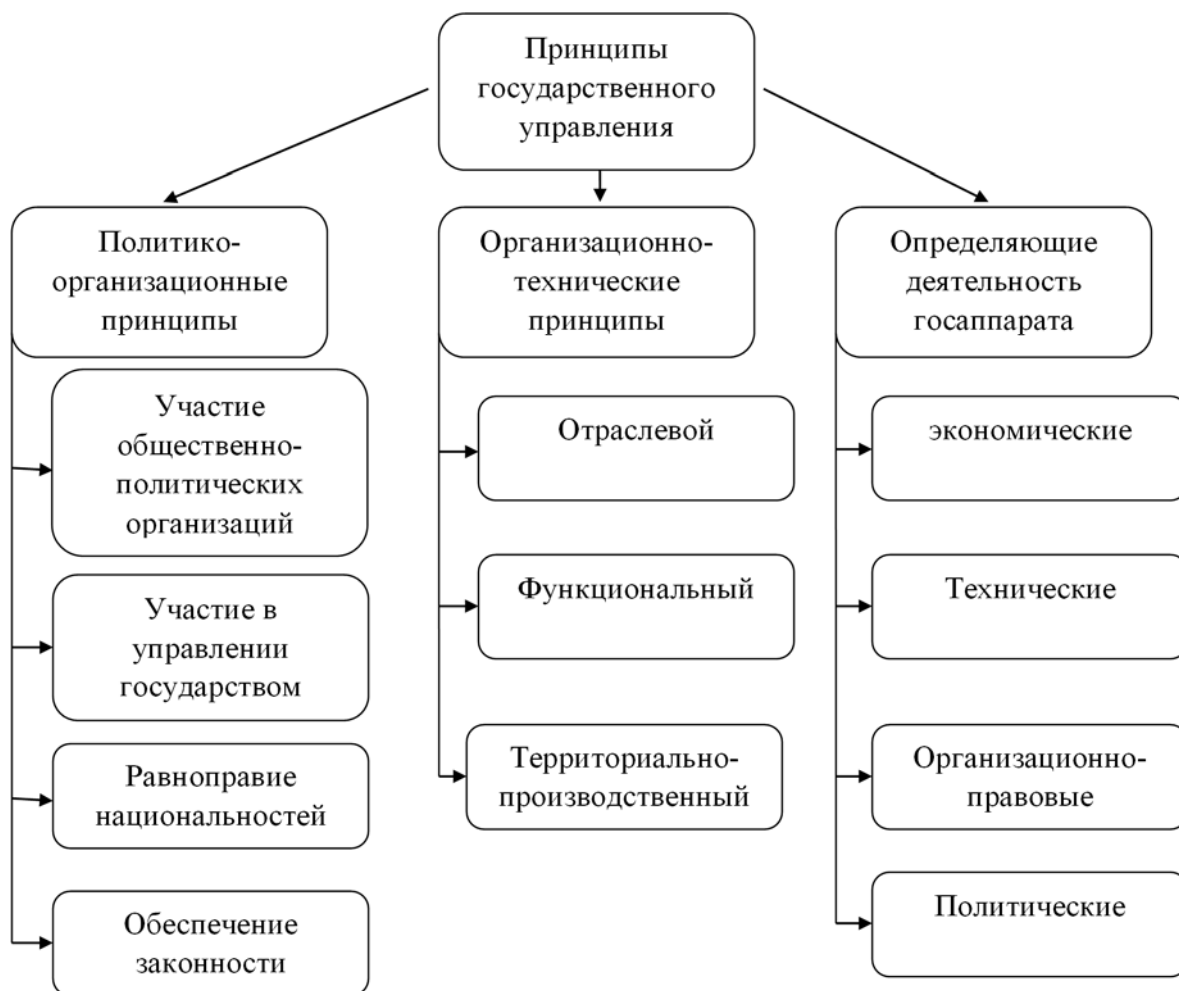 Принципы
государственного
управления
Политико-
организационные
принципы
Участие
общественно-
политических
организаций
Участие в
управлении
государством
Равноправие
национальностей
Обеспечение
законности
Организационно-
технические
принципы
Отраслевой
Функциональный
Территориально-
производственный
Определяющие
деятельность
госаппарата
экономические
Технические
Организационно-
правовые
Политические